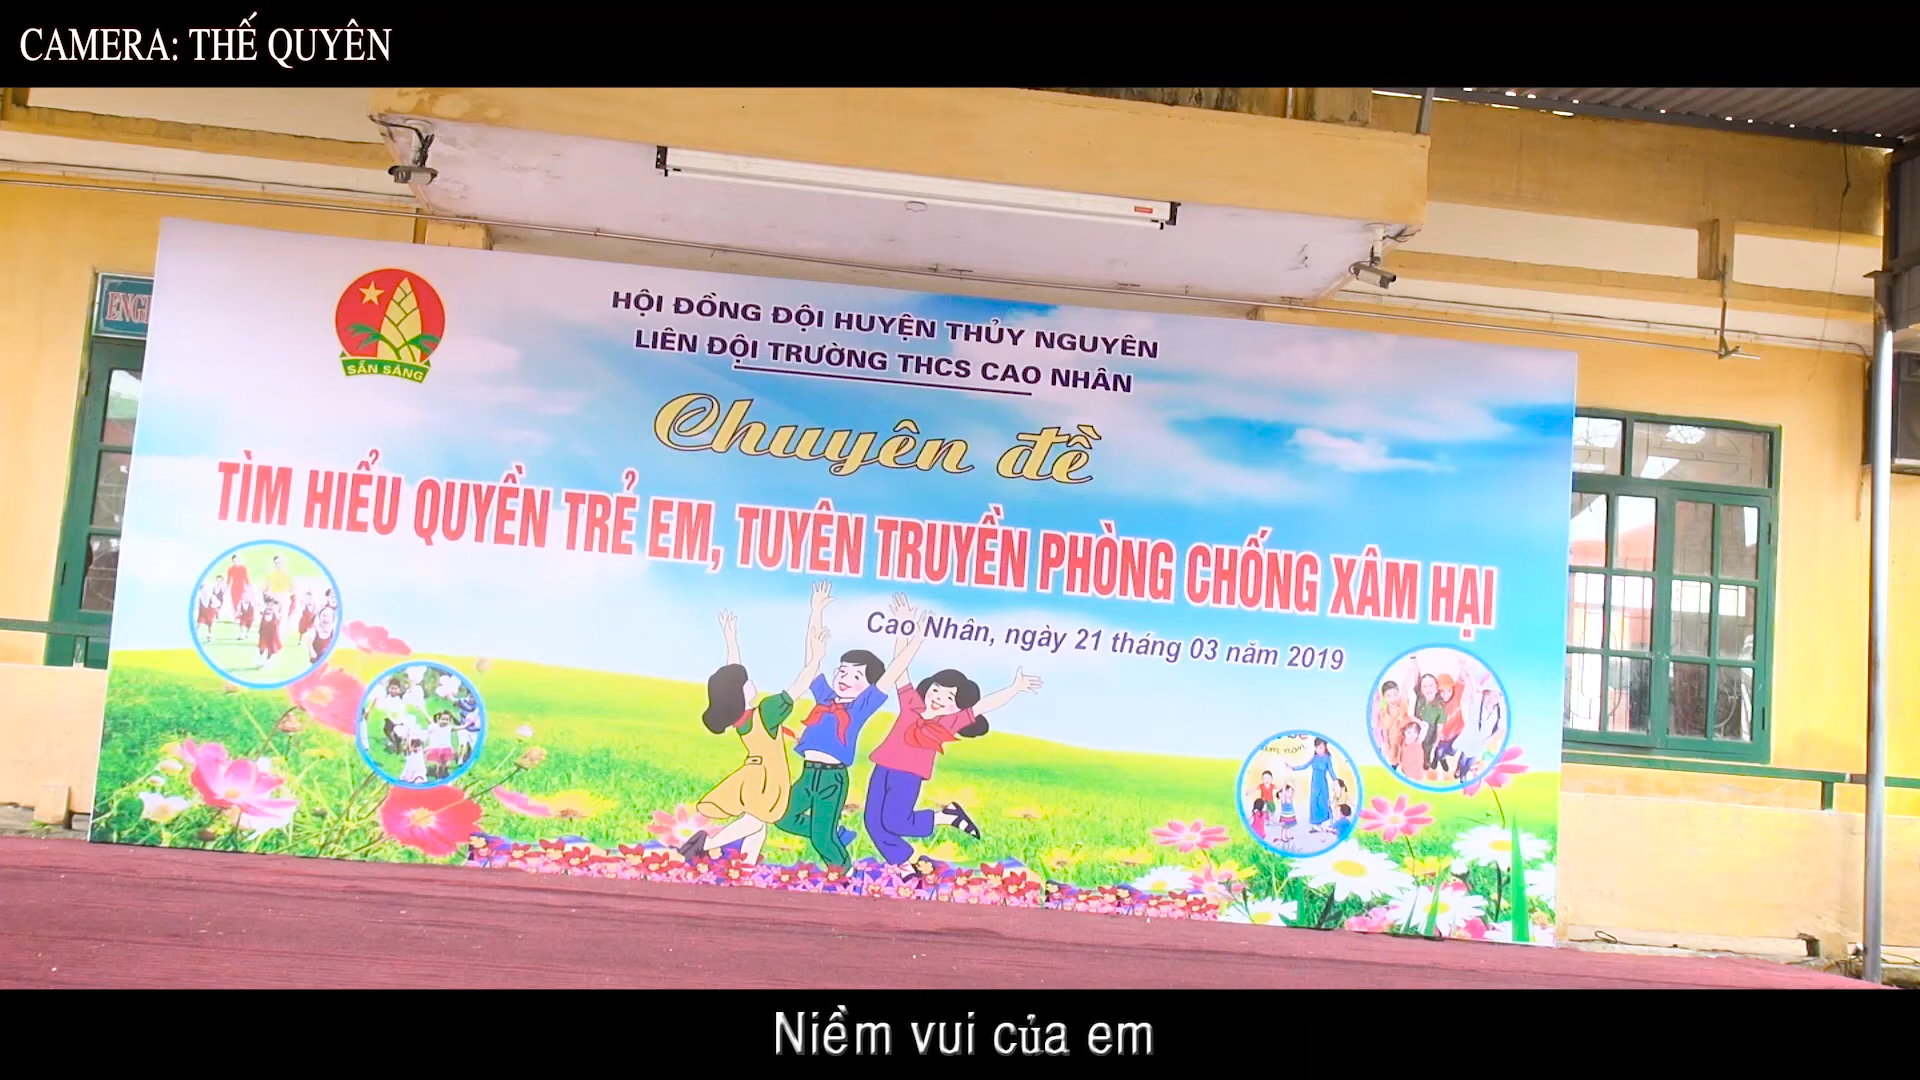 CAMERA: THẾ QUYÊN
ENG
SẴN SÀNG
HỘI ĐỒNG ĐỘI HUYỆN THỦY NGUYÊN
LIÊN ĐỘI TRƯỜNG THCS CAO NHÂN
Chuyên đề
TÌM HIỂU QUYỀN TRẺ EM, TUYÊN TRUYỀN PHÒNG CHỐNG XÂM HẠI
Cao Nhân, ngày 21 tháng 03 năm 2019
Niềm vui của em